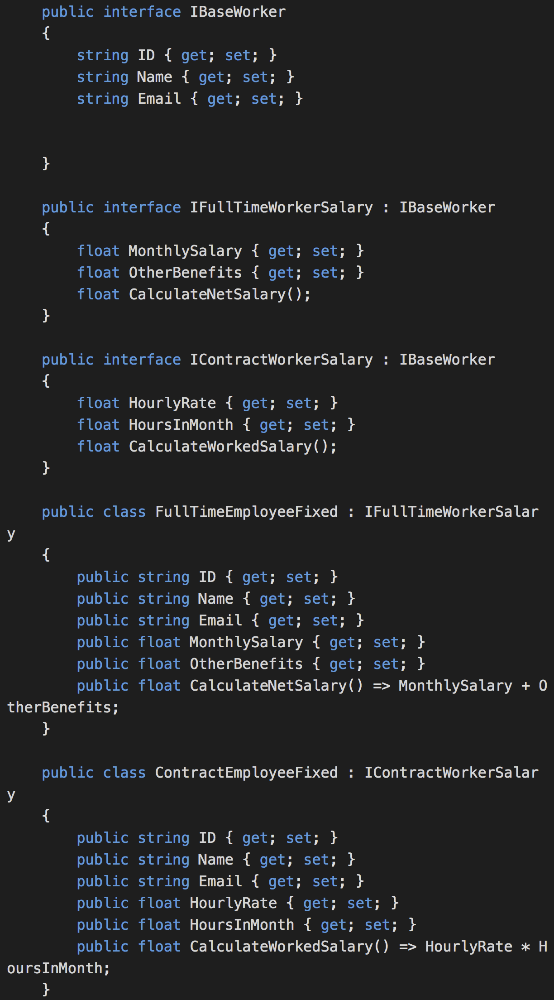 public interface IBaseWorker
{
string ID { get; set; }
string Name { get; set; }
string Email { get; set; }
}
public interface IFullTimeWorkerSalary : IBaseWorker
{
float MonthlySalary { get; set; }
float OtherBenefits { get; set; }
float CalculateNetSalary();
}
public interface IContractWorkerSalary : IBaseWorker
{
float HourlyRate { get; set; }
float HoursInMonth { get; set; }
float CalculateWorkedSalary();
}
public class FullTimeEmployeeFixed : IFullTimeWorkerSalar
y
{
public string ID { get; set; }
public string Name { get; set; }
public string Email { get; set; }
public float MonthlySalary { get; set; }
public float OtherBenefits { get; set; }
public float CalculateNetSalary() => MonthlySalary + O
therBenefits;
}
public class ContractEmployeeFixed : IContractWorkerSalar
y
{
public string ID { get; set; }
public string Name { get; set; }
public string Email { get; set; }
public float HourlyRate { get; set; }
public float HoursInMonth { get; set; }
public float CalculateWorkedSalary() => HourlyRate * H
oursInMonth;
}